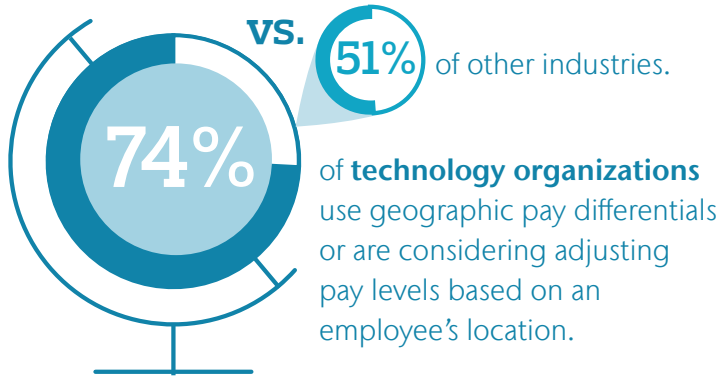 vs.
51% of other industries.
74%
of technology organizations
use geographic pay differentials
or are considering adjusting
pay levels based on an
employee’s location.